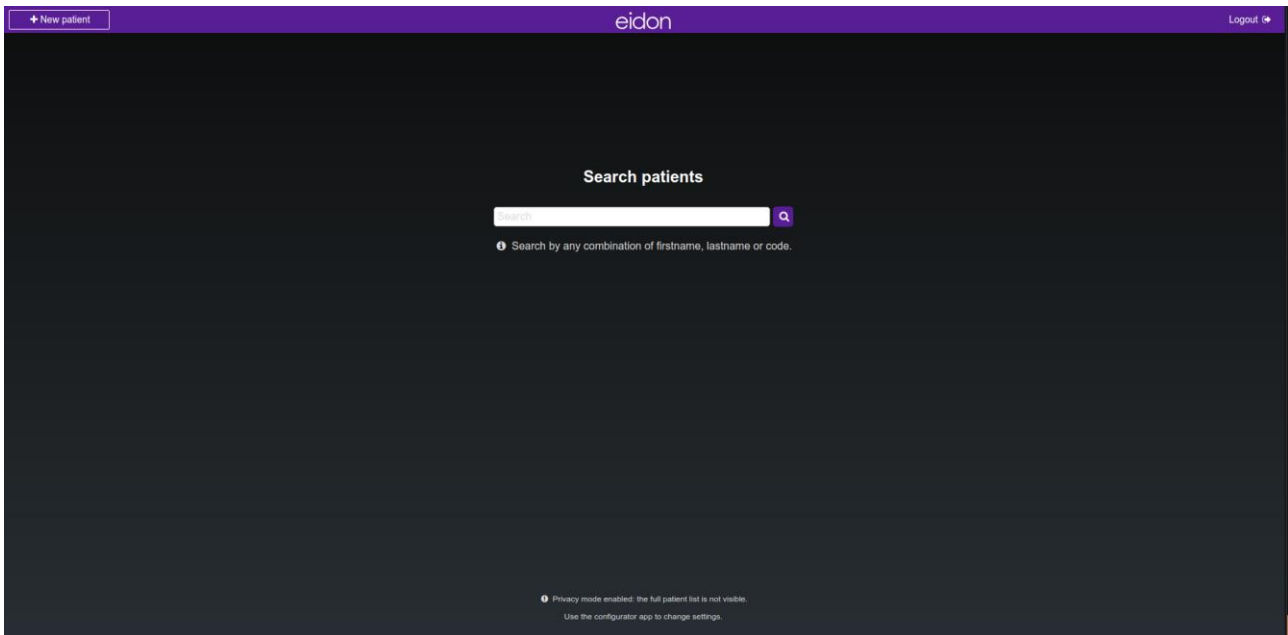 New patient
eidon
Logout
Search patients
Search
Search by any combination of firstname, lastname or code.
Privacy mode enabled: the full patient list is not visible.
Use the configurator app to change settings.